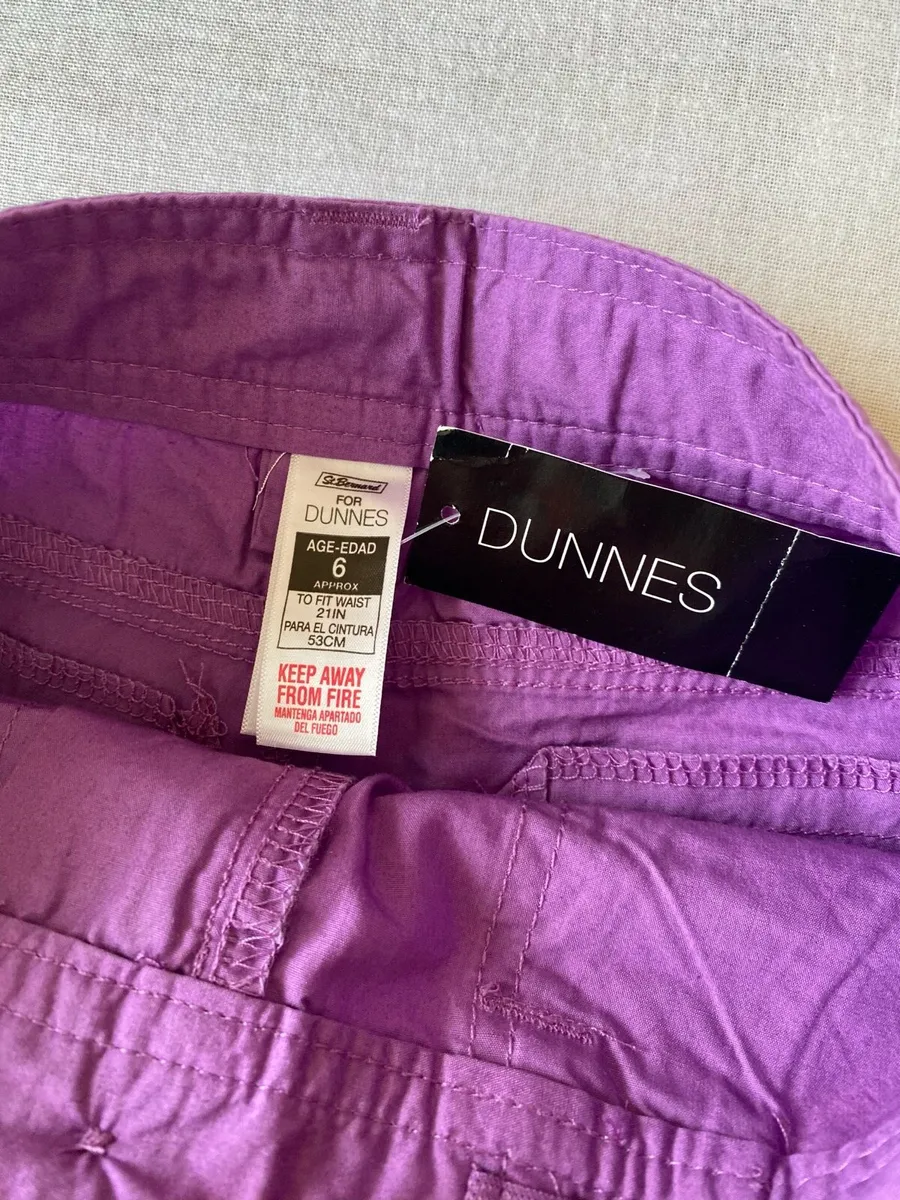 St.Bernard
FOR
DUNNES
AGE-EDAD
6
APPROX
TO FIT WAIST
21IN
PARA EL CINTURA
53CM
KEEP AWAY
FROM FIRE
MANTENGA APARTADO
DEL FUEGO
DUNNES